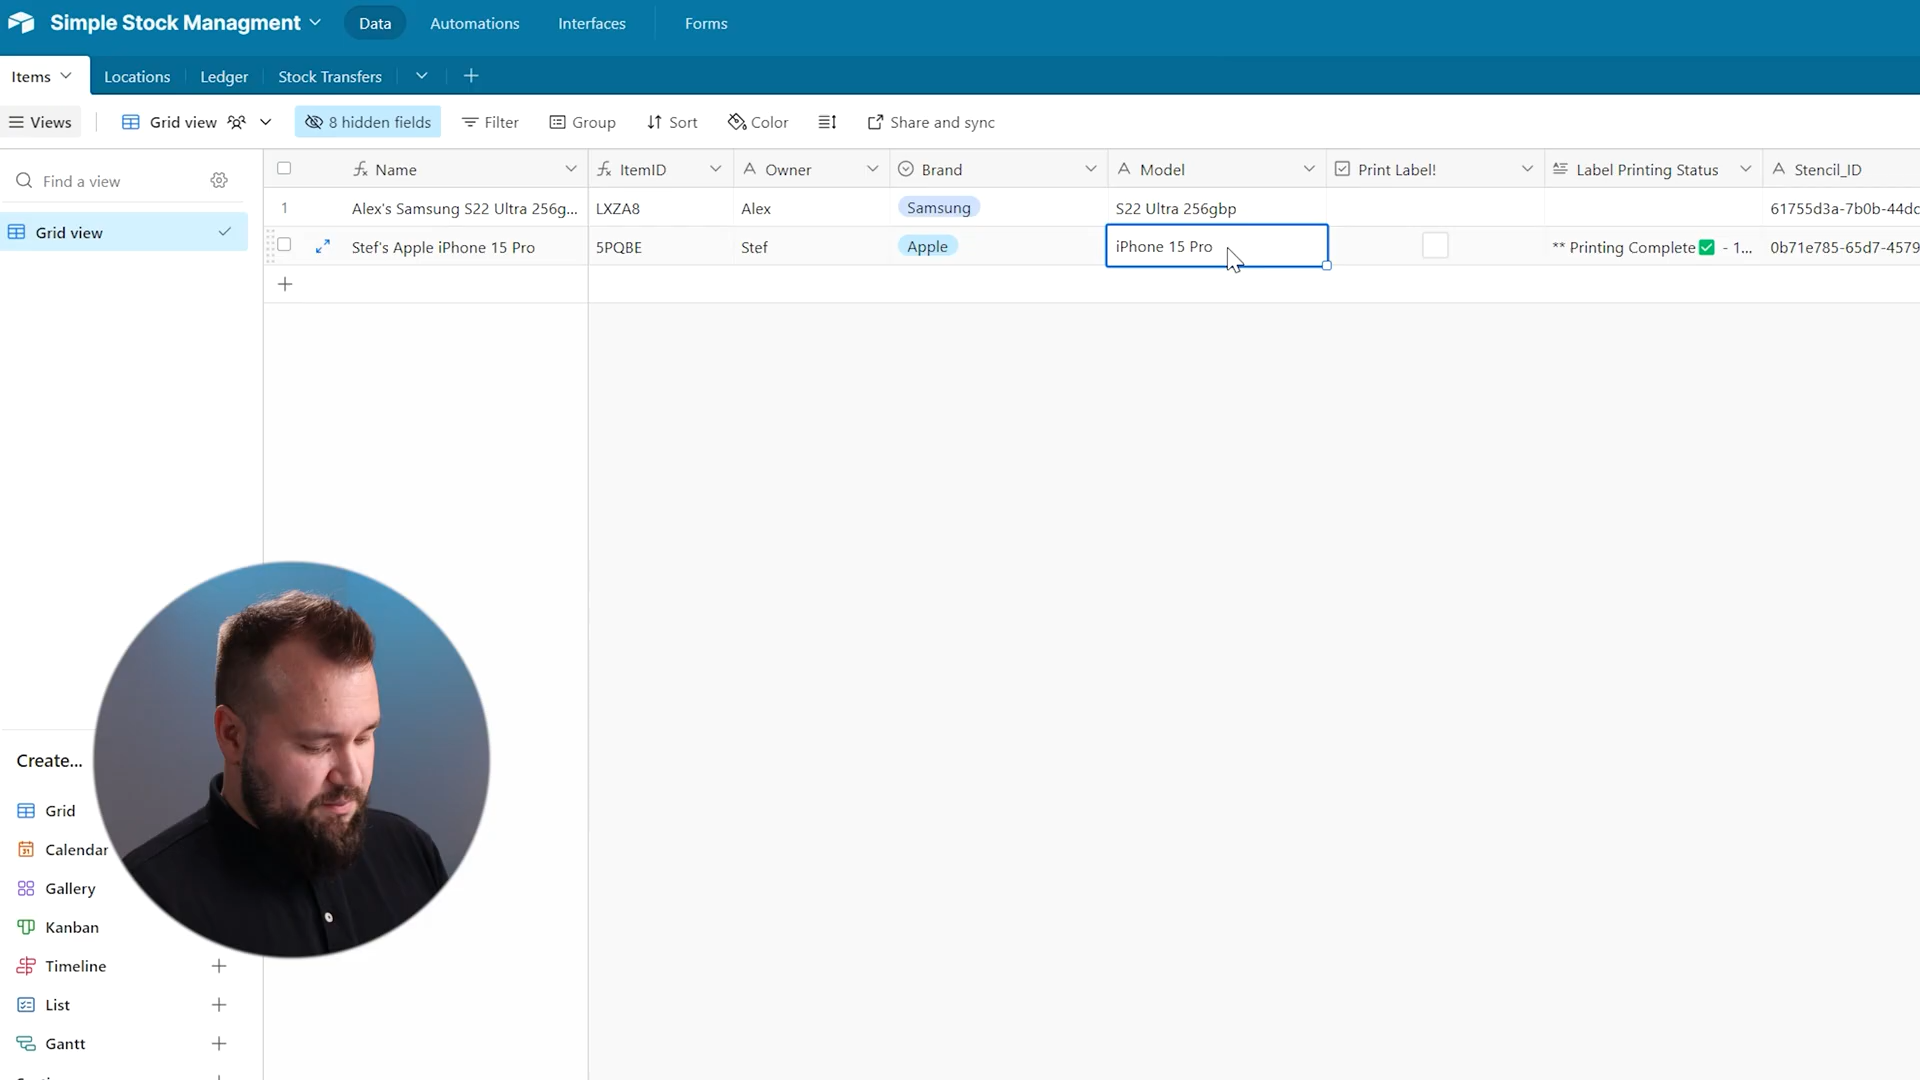 Simple Stock Managment
Data
Automations
Interfaces
Forms
Items
Locations
Ledger
Stock Transfers
Views
Grid view
8 hidden fields
Filter
Group
Sort
Color
Share and sync
Find a view
Grid view
Name
ItemID
Owner
Brand
Model
Print Label!
Label Printing Status
Stencil_ID
1 Alex's Samsung S22 Ultra 256g... LXZA8 Alex Samsung S22 Ultra 256gbp 61755d3a-7b0b-44dc
Stef's Apple iPhone 15 Pro 5PQBE Stef Apple iPhone 15 Pro ** Printing Complete✅ - 1... 0b71e785-65d7-4579
Create...
Grid
Calendar
Gallery
Kanban
Timeline
List
Gantt